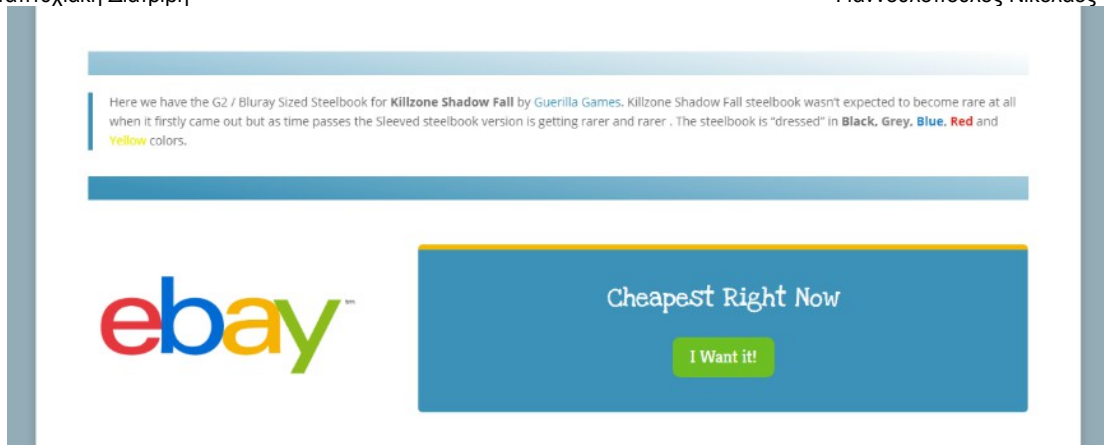 Here we have the G2 / Bluray Sized Steelbook for Killzone Shadow Fall by Guerilla Games. Killzone Shadow Fall steelbook wasn't expected to become rare at all
when it firstly came out but as time passes the Sleeved steelbook version is getting rarer and rarer . The steelbook is “dressed” in Black, Grey, Blue, Red and
Yellow colors.
ebay™
Cheapest Right Now
I Want it!